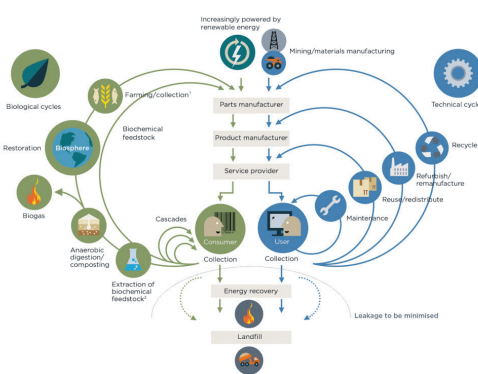 Increasingly powered by
renewable energy
Mining/materials manufacturing
Farming/collection¹
Biological cycles
Parts manufacturer
Technical cycle
Biochemical
feedstock
Product manufacturer
Restoration
Biosphere
Recycle
Service provider
Refurbish/
remanufacture
Reuse/redistribute
Biogas
Cascades
Maintenance
Consumer
User
Anaerobic
digestion/
composting
Collection
Collection
Extraction of
biochemical
feedstock²
Energy recovery
Leakage to be minimised
Landfill